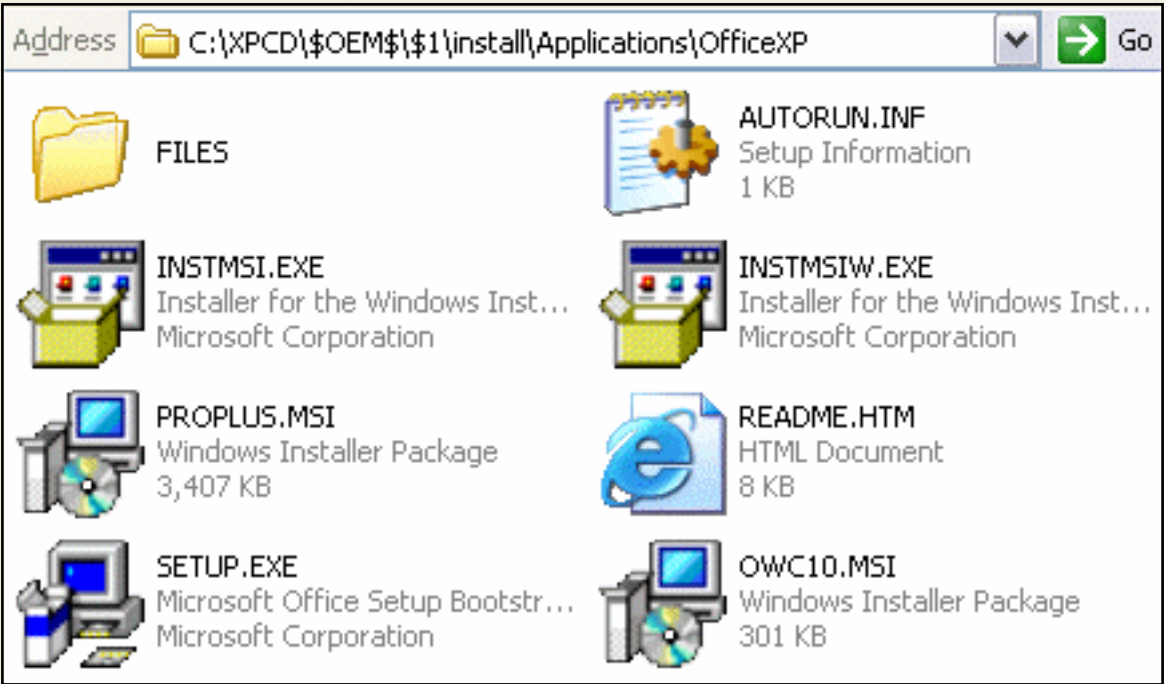 Address C:\XPCD\$OEM$\$1\install\Applications\OfficeXP Go
FILES
AUTORUN.INF
Setup Information
1 KB
INSTMSI.EXE
Installer for the Windows Inst...
Microsoft Corporation
INSTMSIW.EXE
Installer for the Windows Inst...
Microsoft Corporation
PROPLUS.MSI
Windows Installer Package
3,407 KB
README.HTM
HTML Document
8 KB
SETUP.EXE
Microsoft Office Setup Bootstr...
Microsoft Corporation
OWC10.MSI
Windows Installer Package
301 KB